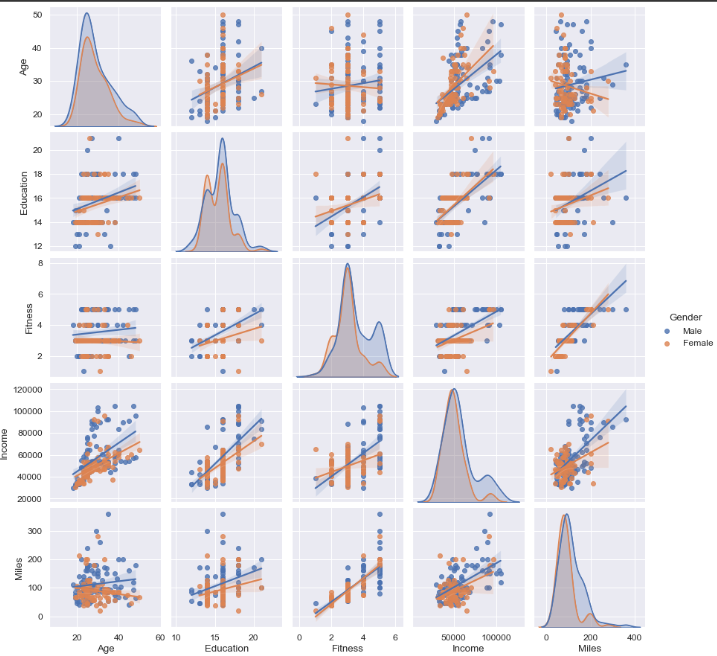 50
40
30
20
Age
20
18
16
14
12
Education
8
6
4
2
Fitness
Gender
Male
Female
120000
100000
80000
60000
40000
20000
Income
300
200
100
0
Miles
20 40 60
10 15 20
0 2 4 6
50000 100000
0 200 400
Age Education Fitness Income Miles